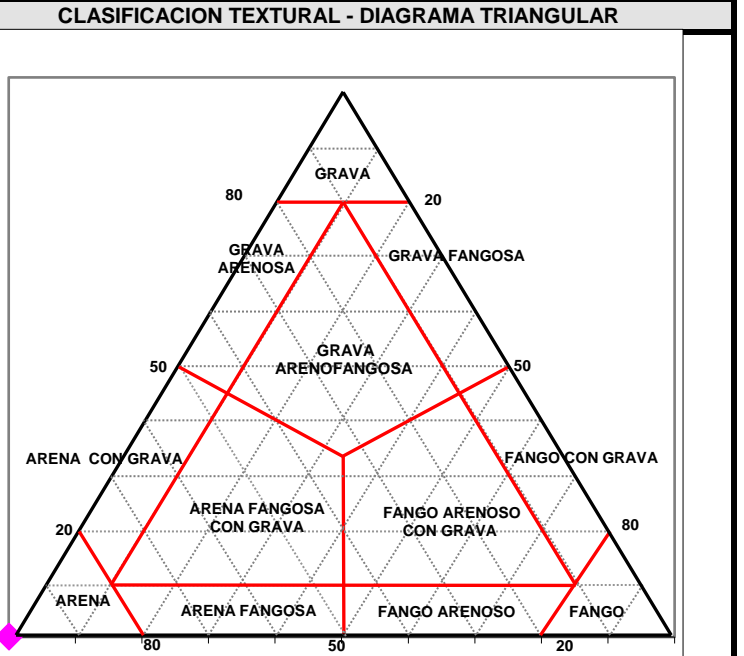 CLASIFICACION TEXTURAL - DIAGRAMA TRIANGULAR
GRAVA
80
20
GRAVA
ARENOSA
GRAVA FANGOSA
GRAVA
ARENOFANGOSA
50
50
ARENA CON GRAVA
FANGO CON GRAVA
ARENA FANGOSA
CON GRAVA
FANGO ARENOSO
CON GRAVA
20
80
ARENA
ARENA FANGOSA
FANGO ARENOSO
FANGO
80
50
20